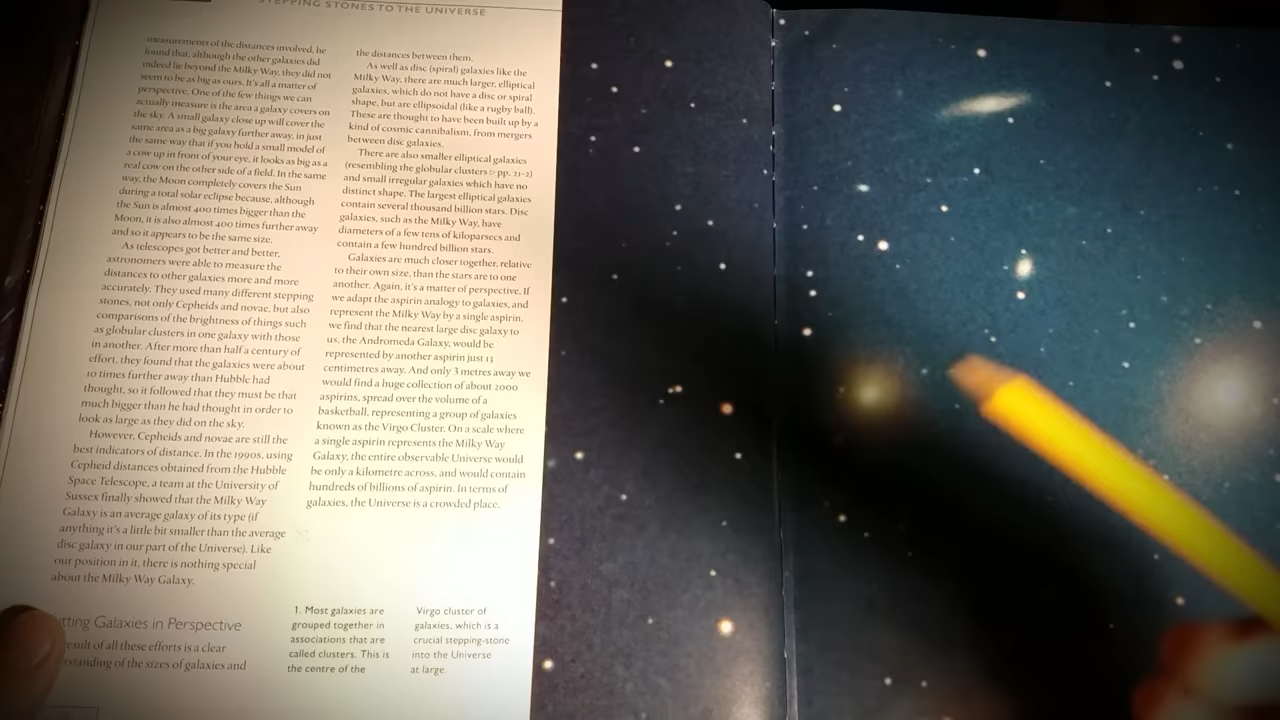 STEPPING STONES TO THE UNIVERSE
measurements of the distances involved, he
found that, although the other galaxies did
indeed lie beyond the Milky Way, they did not
seem to be as big as ours. It's all a matter of
perspective. One of the few things we can
actually measure is the area a galaxy covers on
the sky. A small galaxy close up will cover the
same area as a big galaxy further away, in just
the same way that if you hold a small model of
a cow up in front of your eye, it looks as big as a
real cow on the other side of a field. In the same
way, the Moon completely covers the Sun
during a total solar eclipse because, although
the Sun is almost 400 times bigger than the
Moon, it is also almost 400 times further away
and so it appears to be the same size.
As telescopes got better and better,
astronomers were able to measure the
distances to other galaxies more and more
accurately. They used many different stepping
stones, not only Cepheids and novae, but also
comparisons of the brightness of things such
as globular clusters in one galaxy with those
in another. After more than half a century of
effort, they found that the galaxies were about
10 times further away than Hubble had
thought, so it followed that they must be that
much bigger than he had thought in order to
look as large as they did on the sky.
However, Cepheids and novae are still the
best indicators of distance. In the 1990s, using
Cepheid distances obtained from the Hubble
Space Telescope, a team at the University of
Sussex finally showed that the Milky Way
Galaxy is an average galaxy of its type (if
anything it's a little bit smaller than the average
disc galaxy in our part of the Universe). Like
our position in it, there is nothing special
about the Milky Way Galaxy.
Galaxies in Perspective
of all these efforts is a clear
of the sizes of galaxies and
the distances between them.
As well as disc (spiral) galaxies like the
Milky Way, there are much larger, elliptical
galaxies, which do not have a disc or spiral
shape, but are ellipsoidal (like a rugby ball).
These are thought to have been built up by a
kind of cosmic cannibalism, from mergers
between disc galaxies.
There are also smaller elliptical galaxies
(resembling the globular clusters ▷ pp. 21-2)
and small irregular galaxies which have no
distinct shape. The largest elliptical galaxies
contain several thousand billion stars. Disc
galaxies, such as the Milky Way, have
diameters of a few tens of kiloparsecs and
contain a few hundred billion stars.
Galaxies are much closer together, relative
to their own size, than the stars are to one
another. Again, it's a matter of perspective. If
we adapt the aspirin analogy to galaxies, and
represent the Milky Way by a single aspirin,
we find that the nearest large disc galaxy to
us, the Andromeda Galaxy, would be
represented by another aspirin just 13
centimetres away. And only 3 metres away we
would find a huge collection of about 2000
aspirins, spread over the volume of a
basketball, representing a group of galaxies
known as the Virgo Cluster. On a scale where
a single aspirin represents the Milky Way
Galaxy, the entire observable Universe would
be only a kilometre across, and would contain
hundreds of billions of aspirin. In terms of
galaxies, the Universe is a crowded place.
1. Most galaxies are
grouped together in
associations that are
called clusters. This is
the centre of the
Virgo cluster of
galaxies, which is a
crucial stepping-stone
into the Universe
at large.